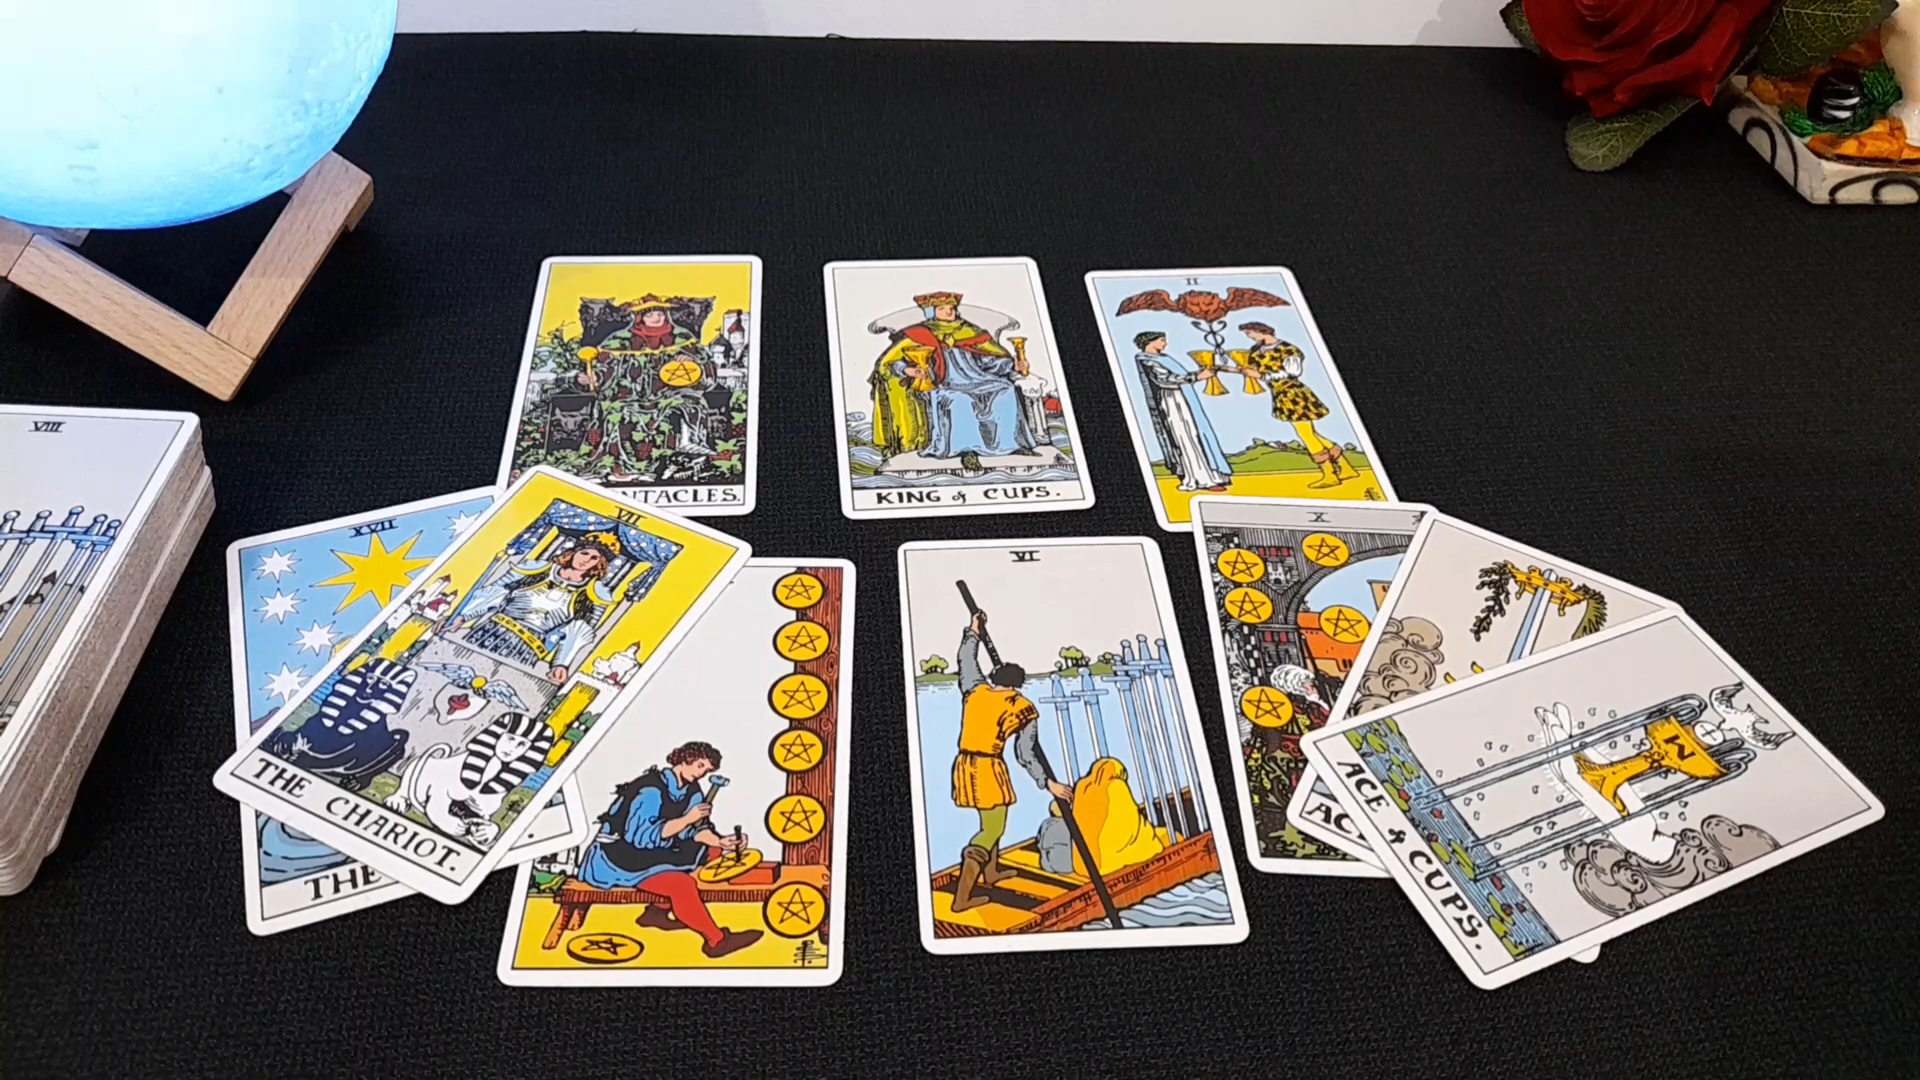 II
NTACLES.
KING of CUPS.
VIII
XVII
VII
THE CHARIOT.
THE
VI
X
AC
ACE of CUPS.